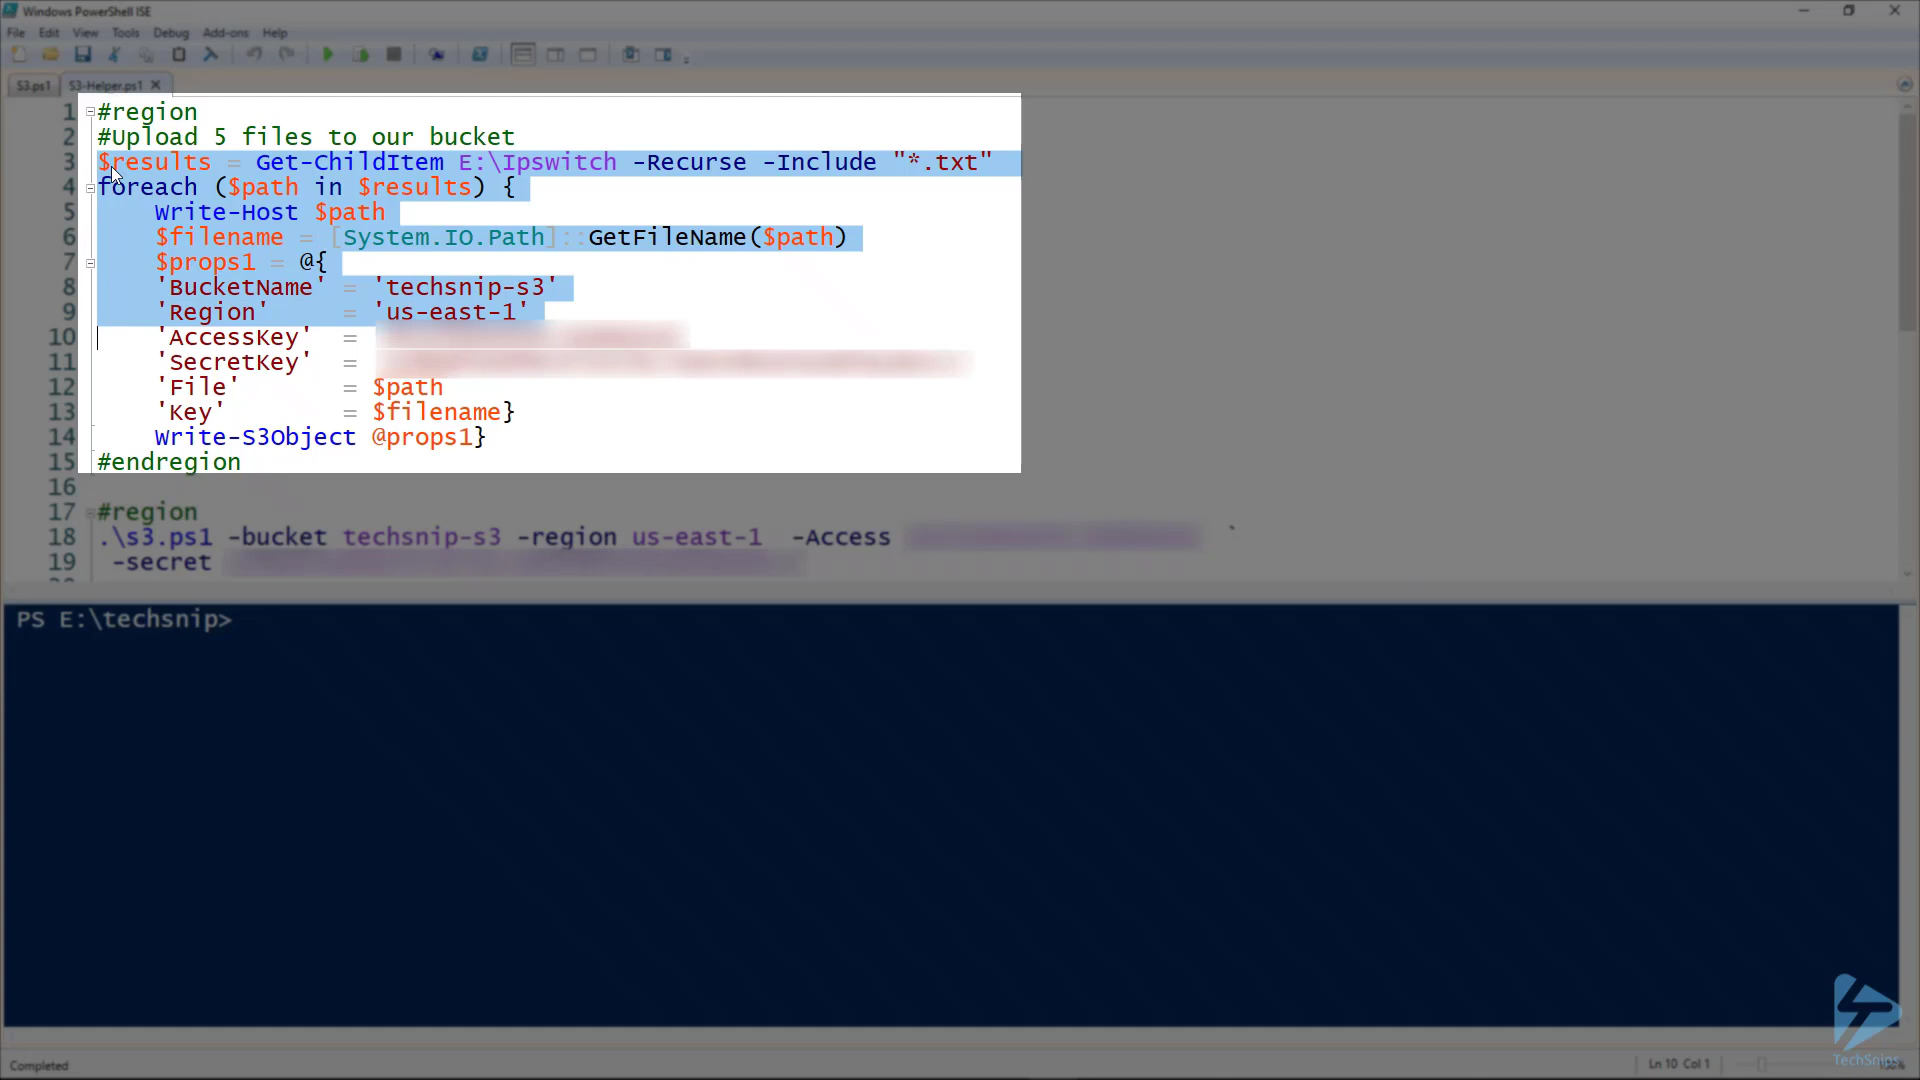 Windows PowerShell ISE
File Edit View Tools Debug Add-ons Help
S3.ps1 S3-Helper.ps1
1 #region
2 #Upload 5 files to our bucket
3 $results = Get-ChildItem E:\Ipswitch -Recurse -Include "*.txt"
4 foreach ($path in $results) {
5 Write-Host $path
6 $filename = [System.IO.Path]::GetFileName($path)
7 $props1 = @{
8 'BucketName' = 'techsnip-s3'
9 'Region' = 'us-east-1'
10 'AccessKey' =
11 'SecretKey' =
12 'File' = $path
13 'Key' = $filename}
14 Write-S3Object @props1}
15 #endregion
16
17 #region
18 .\s3.ps1 -bucket techsnip-s3 -region us-east-1 -Access `
19 -secret
PS E:\techsnip>
Completed
Ln 10 Col 1
TechSnips